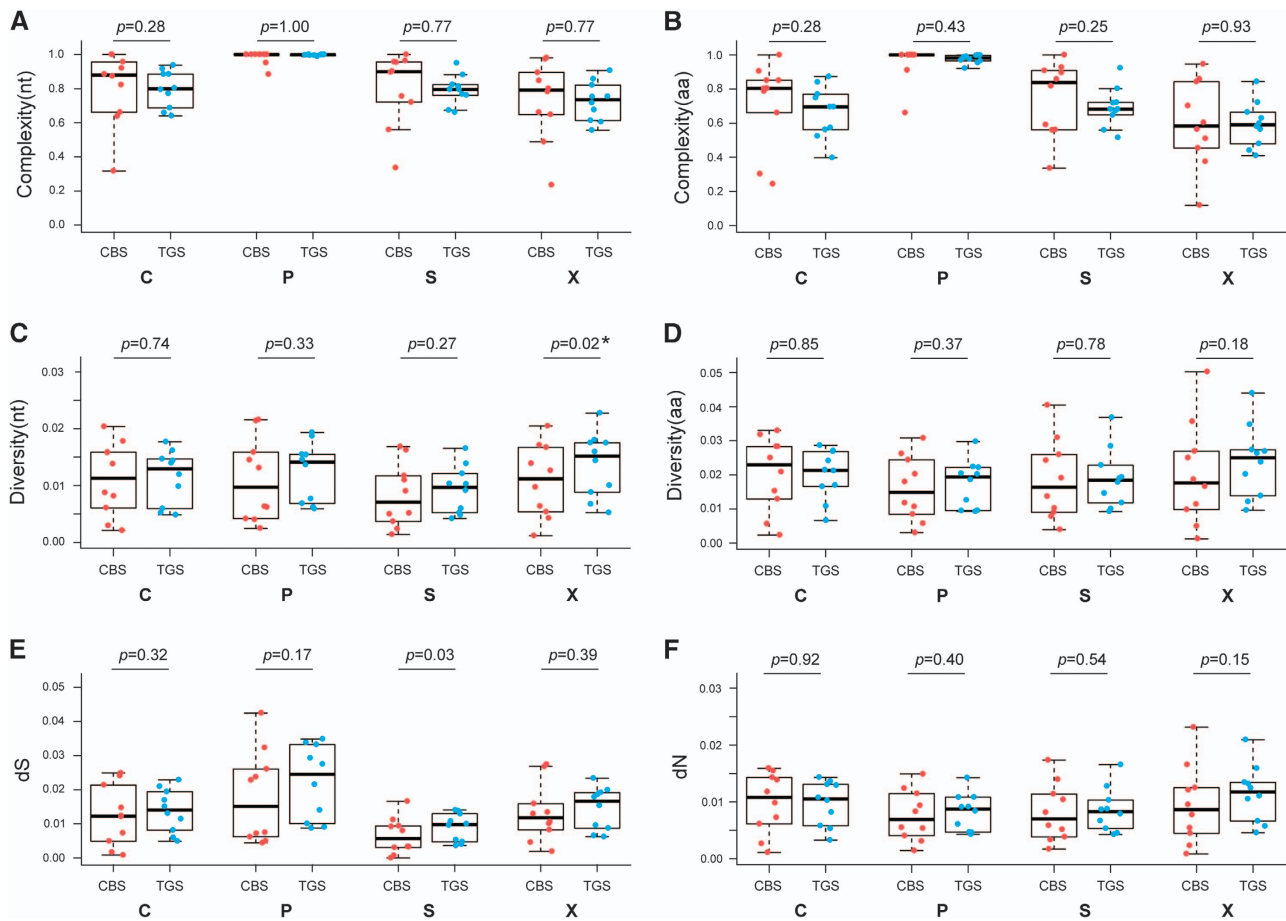 A
p=0.28 p=1.00 p=0.77 p=0.77
Complexity(nt)
1.0
0.8
0.6
0.4
0.2
0.0
CBS TGS CBS TGS CBS TGS CBS TGS
C P S X
B
p=0.28 p=0.43 p=0.25 p=0.93
Complexity(aa)
1.0
0.8
0.6
0.4
0.2
0.0
CBS TGS CBS TGS CBS TGS CBS TGS
C P S X
C
p=0.74 p=0.33 p=0.27 p=0.02*
Diversity(nt)
0.03
0.02
0.01
0.00
CBS TGS CBS TGS CBS TGS CBS TGS
C P S X
D
p=0.85 p=0.37 p=0.78 p=0.18
Diversity(aa)
0.05
0.04
0.03
0.02
0.01
0.00
CBS TGS CBS TGS CBS TGS CBS TGS
C P S X
E
p=0.32 p=0.17 p=0.03 p=0.39
dS
0.05
0.04
0.03
0.02
0.01
0.00
CBS TGS CBS TGS CBS TGS CBS TGS
C P S X
F
p=0.92 p=0.40 p=0.54 p=0.15
dN
0.03
0.02
0.01
0.00
CBS TGS CBS TGS CBS TGS CBS TGS
C P S X